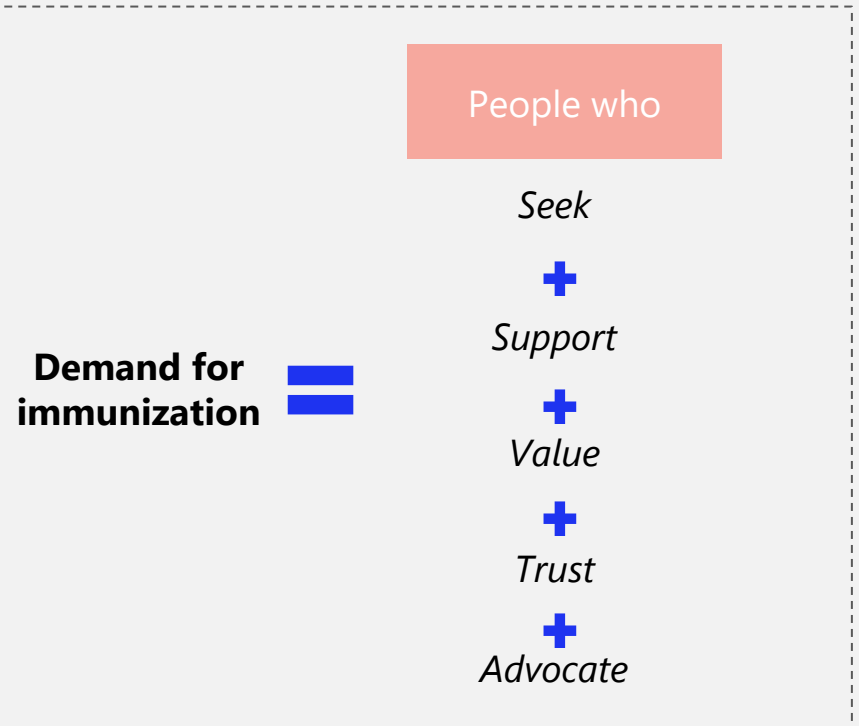 People who
Seek
+
Support
+
Demand for
immunization
=
Value
+
Trust
+
Advocate